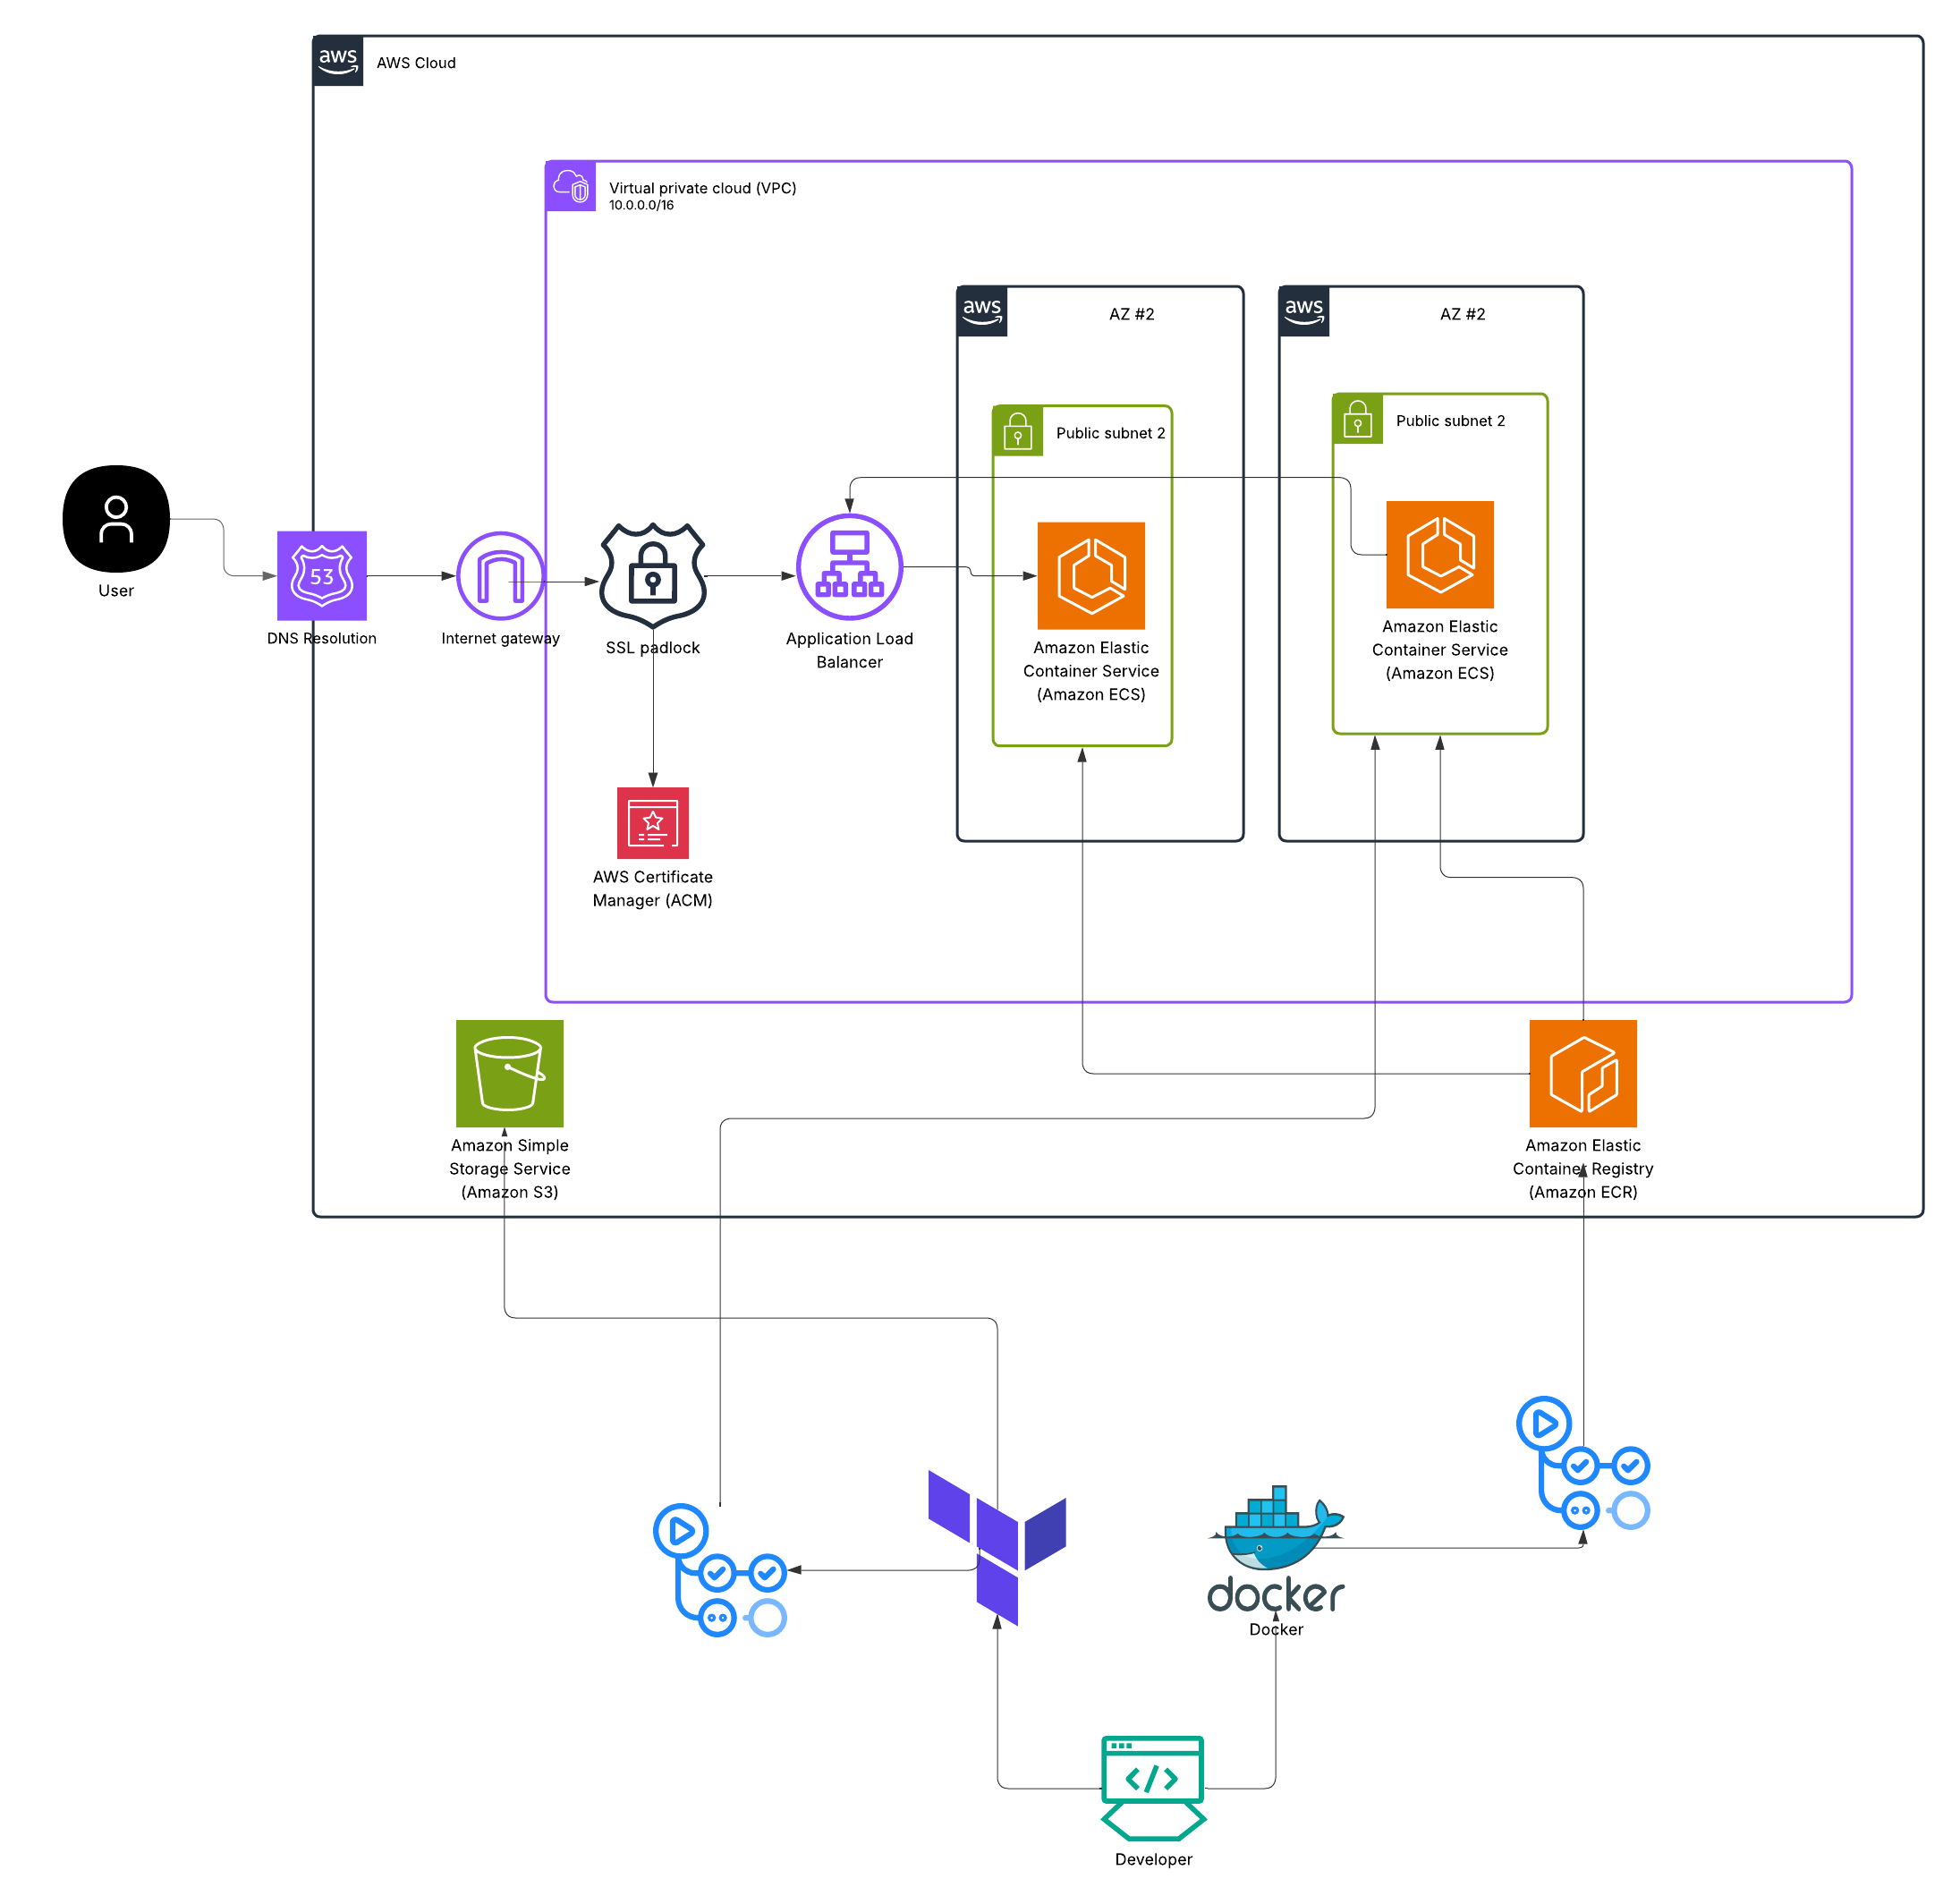 aws
AWS Cloud
Virtual private cloud (VPC)
10.0.0.0/16
aws
AZ #2
aws
AZ #2
Public subnet 2
Public subnet 2
User
53
DNS Resolution
Internet gateway
SSL padlock
Application Load
Balancer
Amazon Elastic
Container Service
(Amazon ECS)
Amazon Elastic
Container Service
(Amazon ECS)
AWS Certificate
Manager (ACM)
Amazon Simple
Storage Service
(Amazon S3)
Amazon Elastic
Container Registry
(Amazon ECR)
docker
Docker
Developer